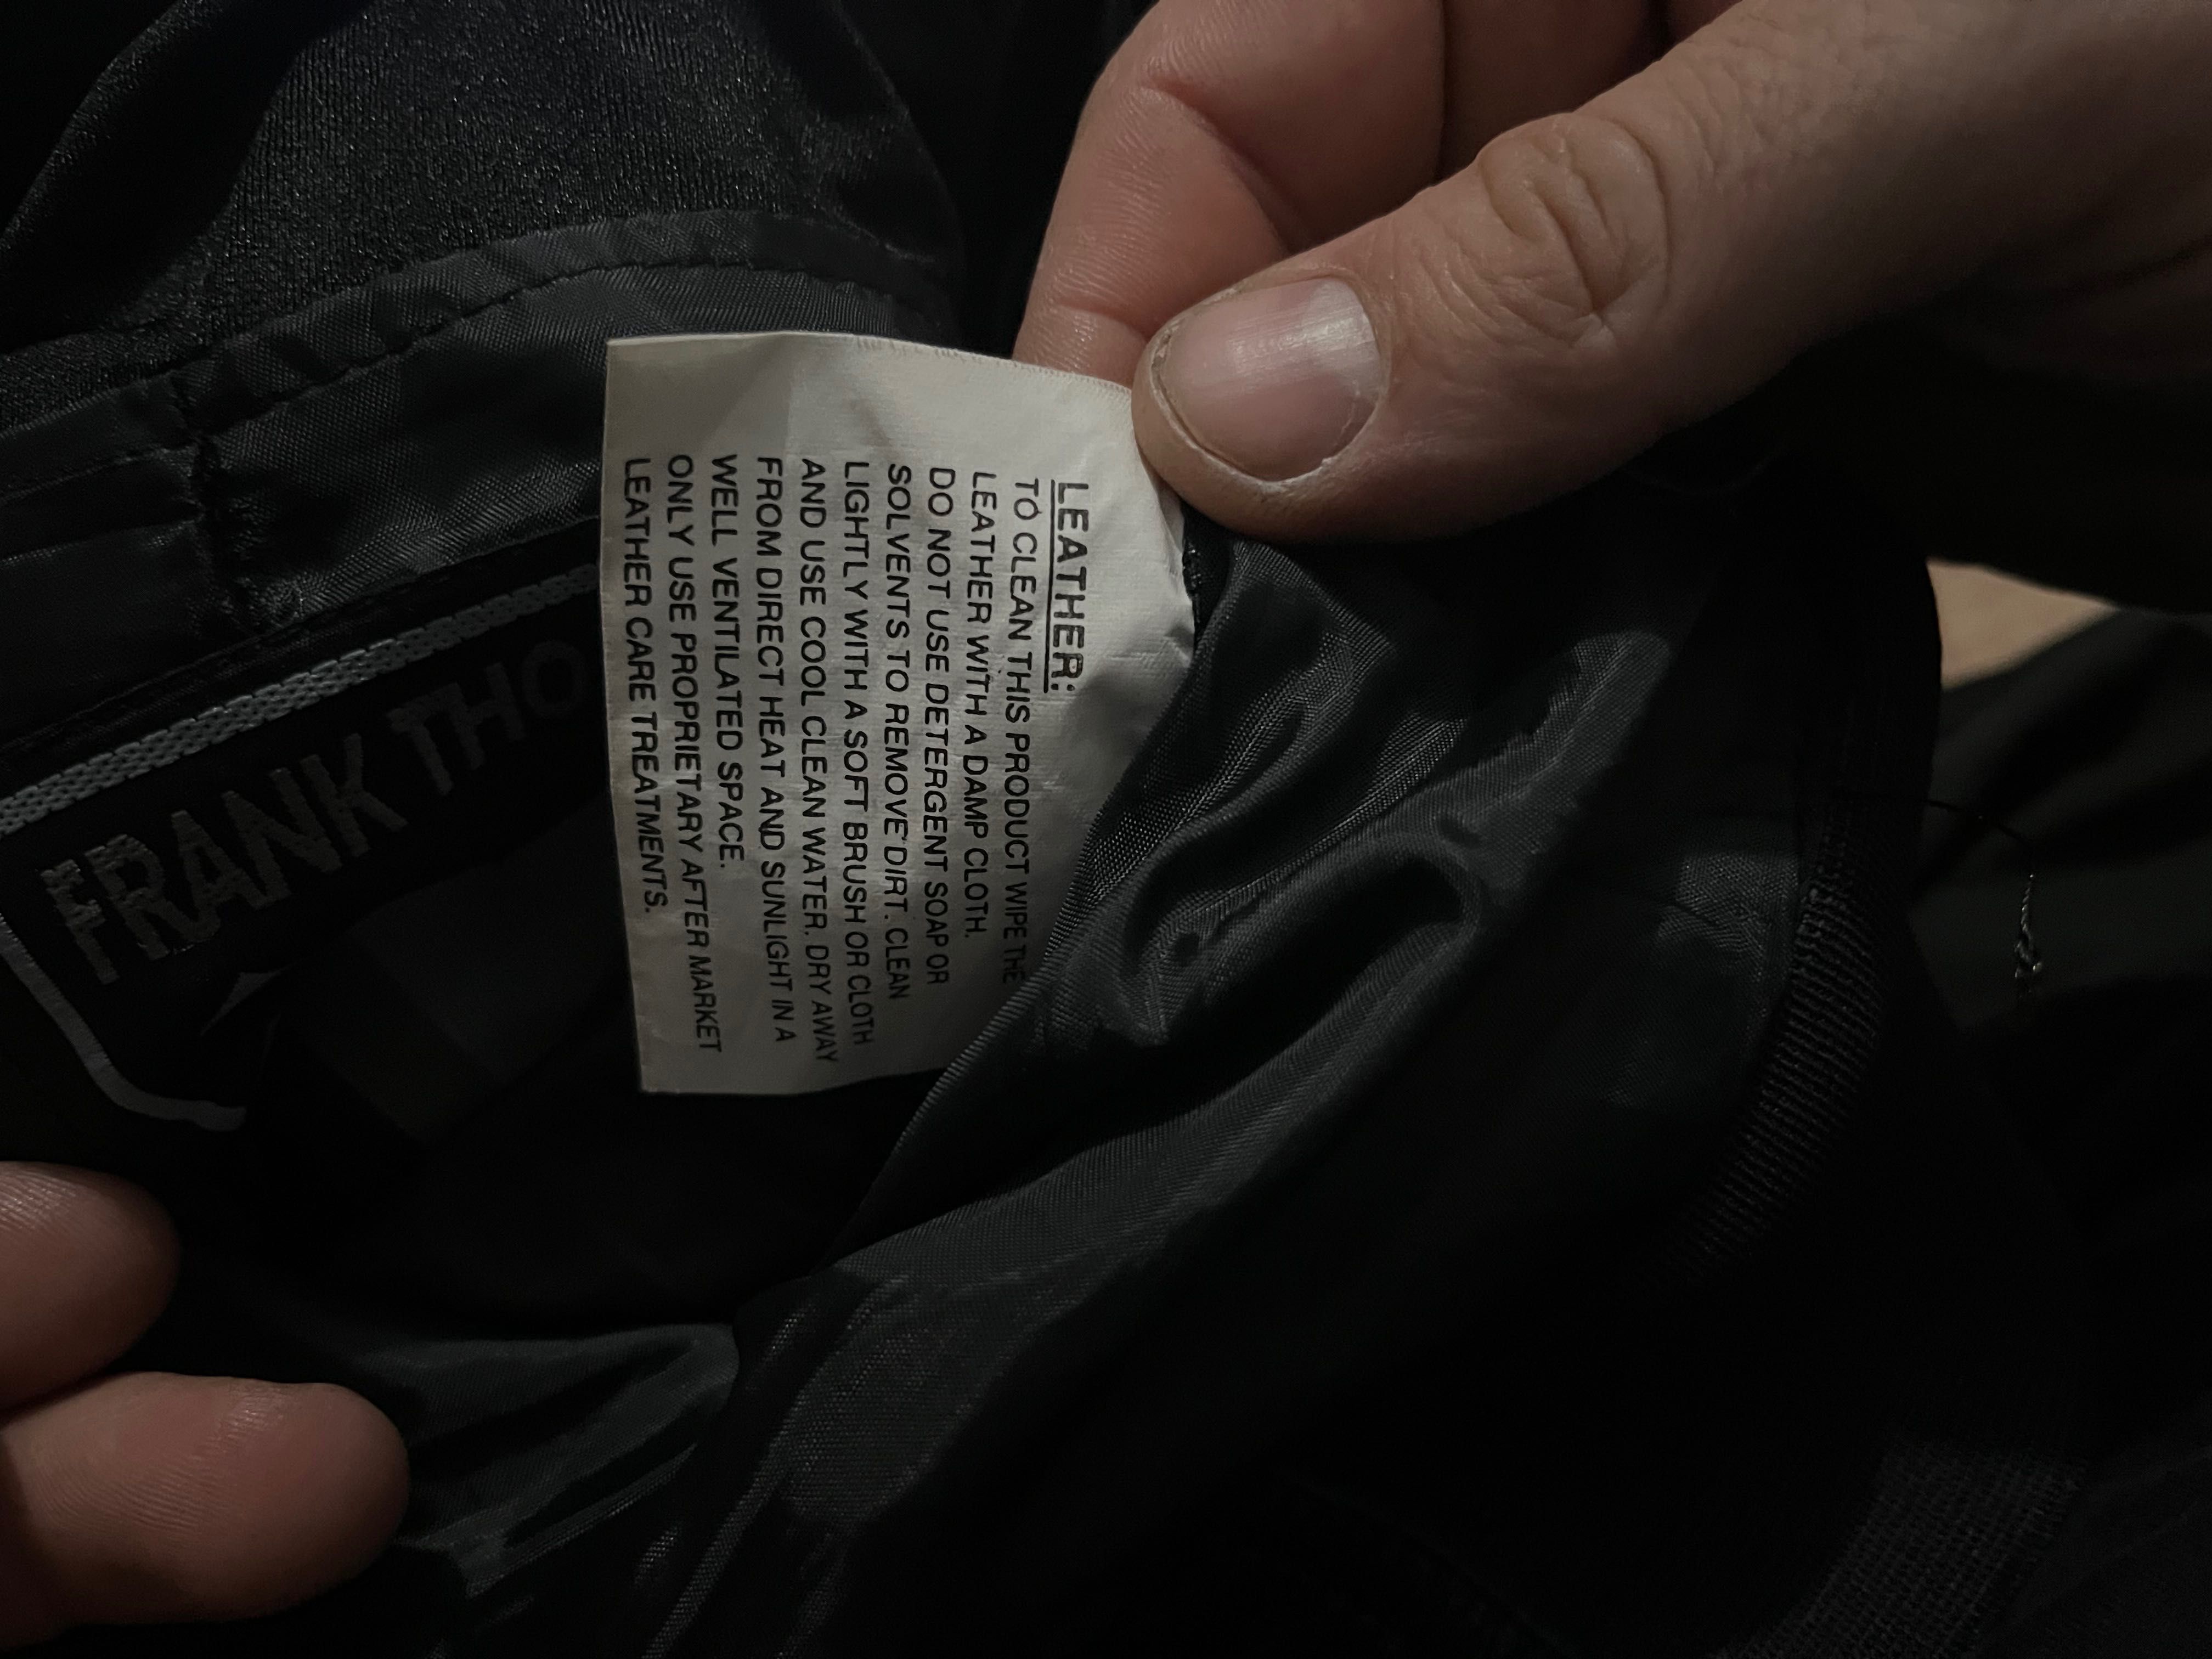 LEATHER:
TO CLEAN THIS PRODUCT WIPE THE
LEATHER WITH A DAMP CLOTH.
DO NOT USE DETERGENT SOAP OR
SOLVENTS TO REMOVE DIRT. CLEAN
LIGHTLY WITH A SOFT BRUSH OR CLOTH
AND USE COOL CLEAN WATER. DRY AWAY
FROM DIRECT HEAT AND SUNLIGHT IN A
WELL VENTILATED SPACE.
ONLY USE PROPRIETARY AFTER MARKET
LEATHER CARE TREATMENTS.
FRANK THO